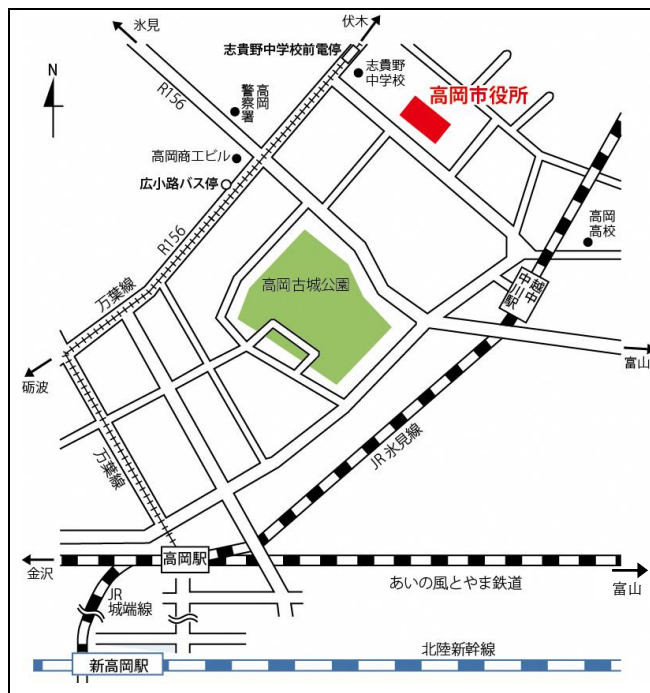 氷見
伏木
志貴野中学校前電停
志貴野
中学校
高岡市役所
N
R156
高岡
警察署
高岡商工ビル
広小路バス停
高岡
高校
R156
高岡古城公園
越中
中川駅
万葉線
富山
砺波
JR 氷見線
万葉線
高岡駅
金沢
あいの風とやま鉄道
富山
JR
城端線
北陸新幹線
新高岡駅